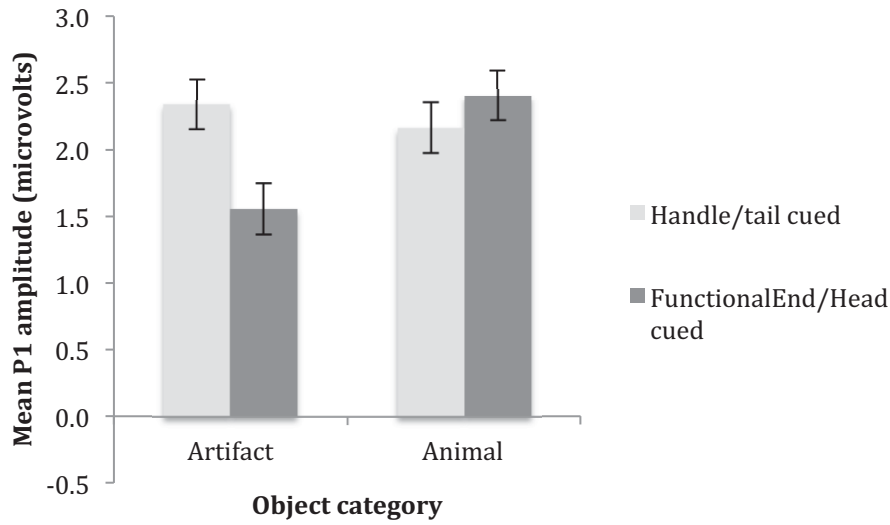 3.0
2.5
2.0
1.5
1.0
0.5
0.0
-0.5
Mean P1 amplitude (microvolts)
Artifact
Animal
Object category
Handle/tail cued
FunctionalEnd/Head
cued